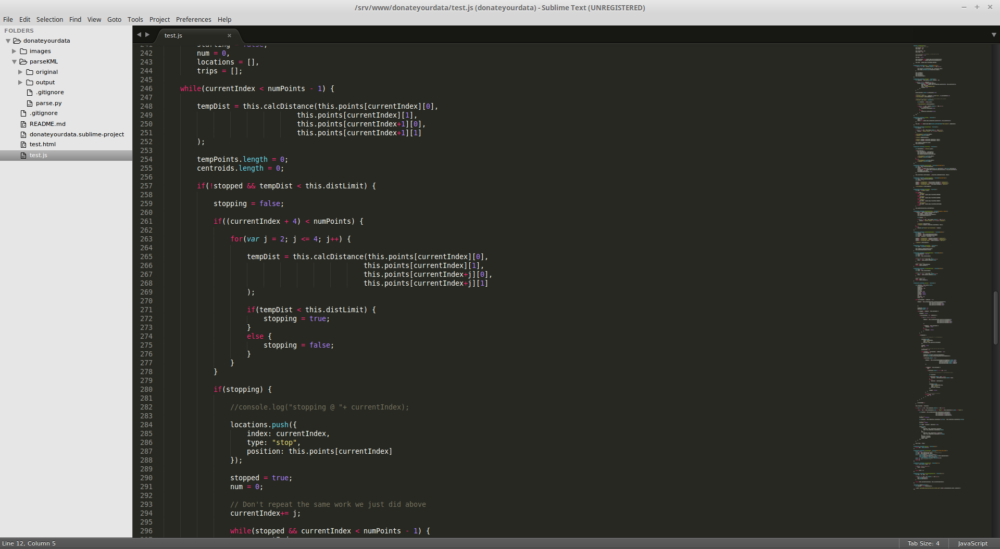 /srv/www/donateyourdata/test.js (donateyourdata) - Sublime Text (UNREGISTERED)
File Edit Selection Find View Goto Tools Project Preferences Help
FOLDERS
donateyourdata
images
parseKML
original
output
.gitignore
parse.py
.gitignore
README.md
donateyourdata.sublime-project
test.html
test.js
test.js
241 starting = false,
242 num = 0,
243 locations = [],
244 trips = [];
245
246 while(currentIndex < numPoints - 1) {
247
248 tempDist = this.calcDistance(this.points[currentIndex][0],
249 this.points[currentIndex][1],
250 this.points[currentIndex+1][0],
251 this.points[currentIndex+1][1]
252 );
253
254 tempPoints.length = 0;
255 centroids.length = 0;
256
257 if(!stopped && tempDist < this.distLimit) {
258
259 stopping = false;
260
261 if((currentIndex + 4) < numPoints) {
262
263 for(var j = 2; j <= 4; j++) {
264
265 tempDist = this.calcDistance(this.points[currentIndex][0],
266 this.points[currentIndex][1],
267 this.points[currentIndex+j][0],
268 this.points[currentIndex+j][1]
269 );
270
271 if(tempDist < this.distLimit) {
272 stopping = true;
273 }
274 else {
275 stopping = false;
276 }
277 }
278 }
279
280 if(stopping) {
281
282 //console.log("stopping @ "+ currentIndex);
283
284 locations.push({
285 index: currentIndex,
286 type: "stop",
287 position: this.points[currentIndex]
288 });
289
290 stopped = true;
291 num = 0;
292
293 // Don't repeat the same work we just did above
294 currentIndex+= j;
295
296 while(stopped && currentIndex < numPoints - 1) {
Line 12, Column 5
Tab Size: 4
JavaScript